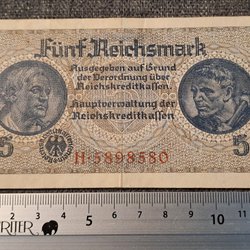 Fünf Reichsmark
Ausgegeben auf Grund
der Verordnung über
Reichskreditkassen.
Hauptverwaltung der
Reichskreditkassen
5 5
H·5898580
RITTER 1 2 3 4 5 6 7 8 9 10 11